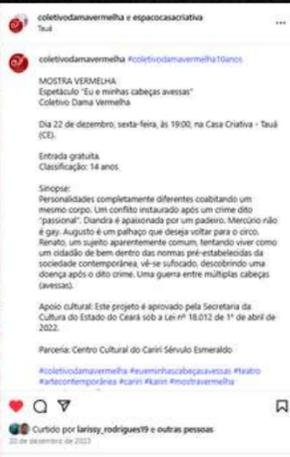 coletivodamavermelha e espacocasacriativa
Tauá
coletivodamavermelha #coletivodamavermelha10anos
MOSTRA VERMELHA
Espetáculo "Eu e minhas cabeças avessas"
Coletivo Dama Vermelha
Dia 22 de dezembro, sexta-feira, às 19:00, na Casa Criativa - Tauá
(CE).
Entrada gratuita.
Classificação: 14 anos.
Sinopse:
Personalidades completamente diferentes coabitando um
mesmo corpo. Um conflito instaurado após um crime dito
"passional". Diandra é apaixonada por um padeiro. Mercúrio não
é gay. Augusto é um palhaço que deseja voltar para o circo.
Renato, um sujeito aparentemente comum, tentando viver como
um cidadão de bem dentro das normas pré-estabelecidas da
sociedade contemporânea, vê-se sufocado, descobrindo uma
doença após o dito crime. Uma guerra entre múltiplas cabeças
(avessas).
Apoio cultural: Este projeto é aprovado pela Secretaria da
Cultura do Estado do Ceará sob a Lei nº 18.012 de 1º de abril de
2022.
Parceria: Centro Cultural do Cariri Sérvulo Esmeraldo
#coletivodamavermelha #eueminhascabeçasavessas #teatro
#artecontemporânea #cariri #kariri #mostravermelha
Curtido por larissy_rodrigues19 e outras pessoas
20 de dezembro de 2023